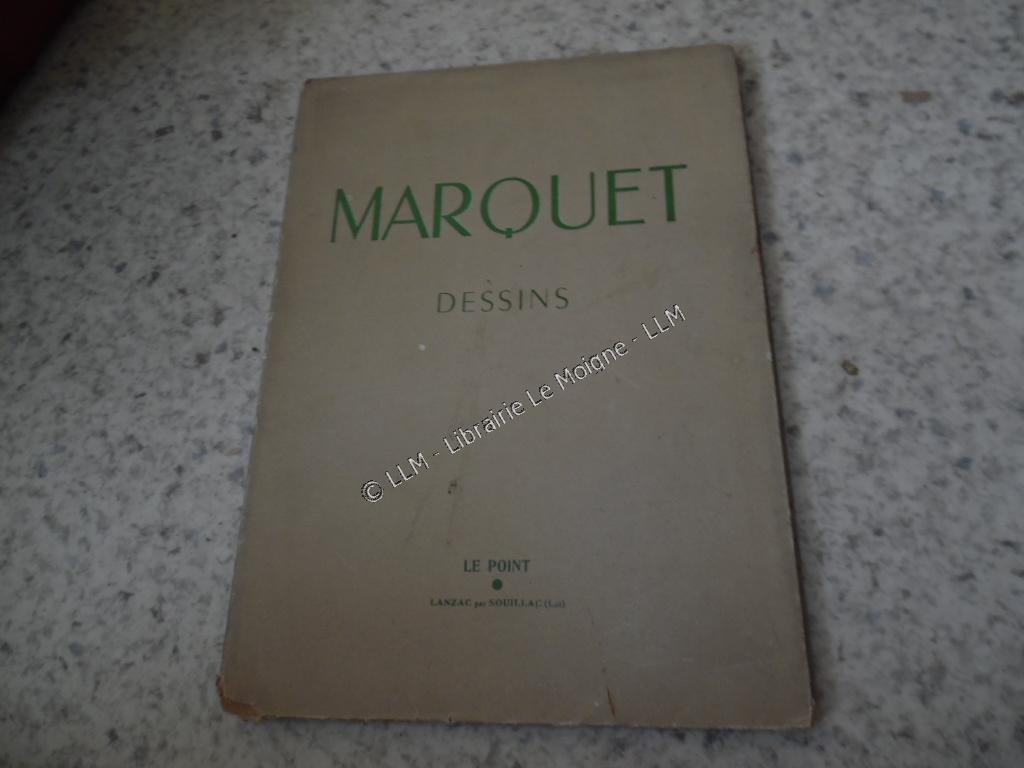 MARQUET
DESSINS
© LLM - Librairie Le Moigne - LLM
LE POINT
LANZAC par SOUILLAC (Lot)